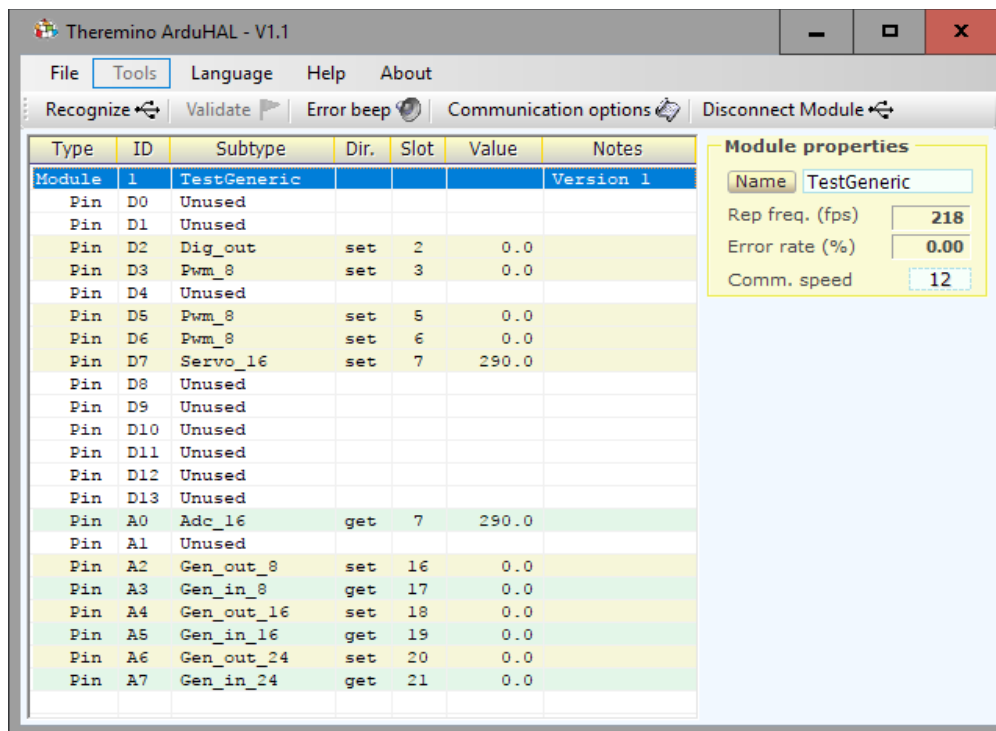 Theremino ArduHAL - V1.1
File Tools Language Help About
Recognize Validate Error beep Communication options Disconnect Module
Type ID Subtype Dir. Slot Value Notes
Module 1 TestGeneric Version 1
Pin D0 Unused
Pin D1 Unused
Pin D2 Dig_out set 2 0.0
Pin D3 Pwm_8 set 3 0.0
Pin D4 Unused
Pin D5 Pwm_8 set 5 0.0
Pin D6 Pwm_8 set 6 0.0
Pin D7 Servo_16 set 7 290.0
Pin D8 Unused
Pin D9 Unused
Pin D10 Unused
Pin D11 Unused
Pin D12 Unused
Pin D13 Unused
Pin A0 Adc_16 get 7 290.0
Pin A1 Unused
Pin A2 Gen_out_8 set 16 0.0
Pin A3 Gen_in_8 get 17 0.0
Pin A4 Gen_out_16 set 18 0.0
Pin A5 Gen_in_16 get 19 0.0
Pin A6 Gen_out_24 set 20 0.0
Pin A7 Gen_in_24 get 21 0.0
Module properties
Name TestGeneric
Rep freq. (fps) 218
Error rate (%) 0.00
Comm. speed 12